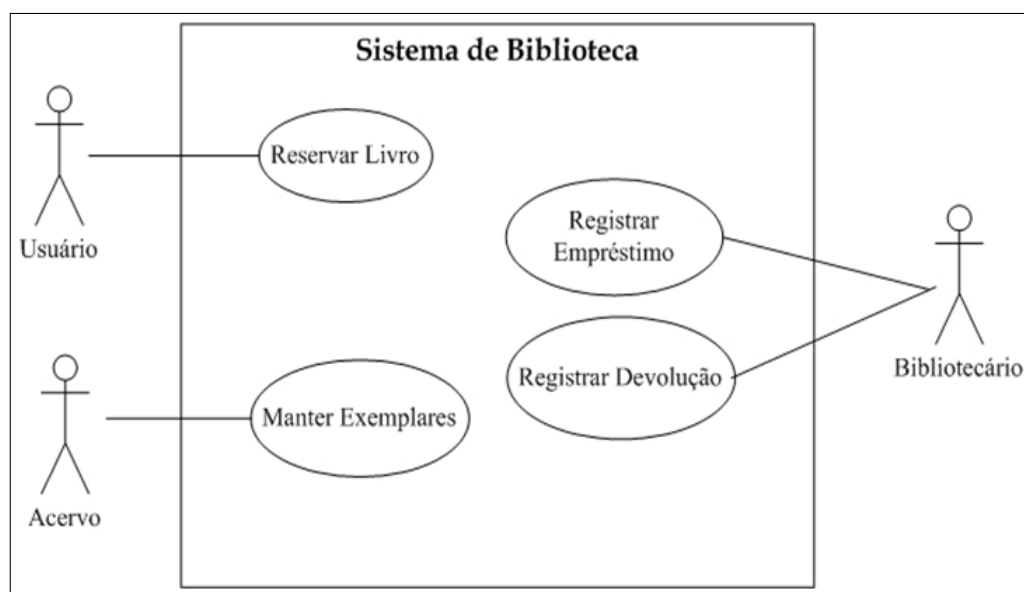 Sistema de Biblioteca
Usuário
Reservar Livro
Registrar
Empréstimo
Registrar Devolução
Bibliotecário
Manter Exemplares
Acervo